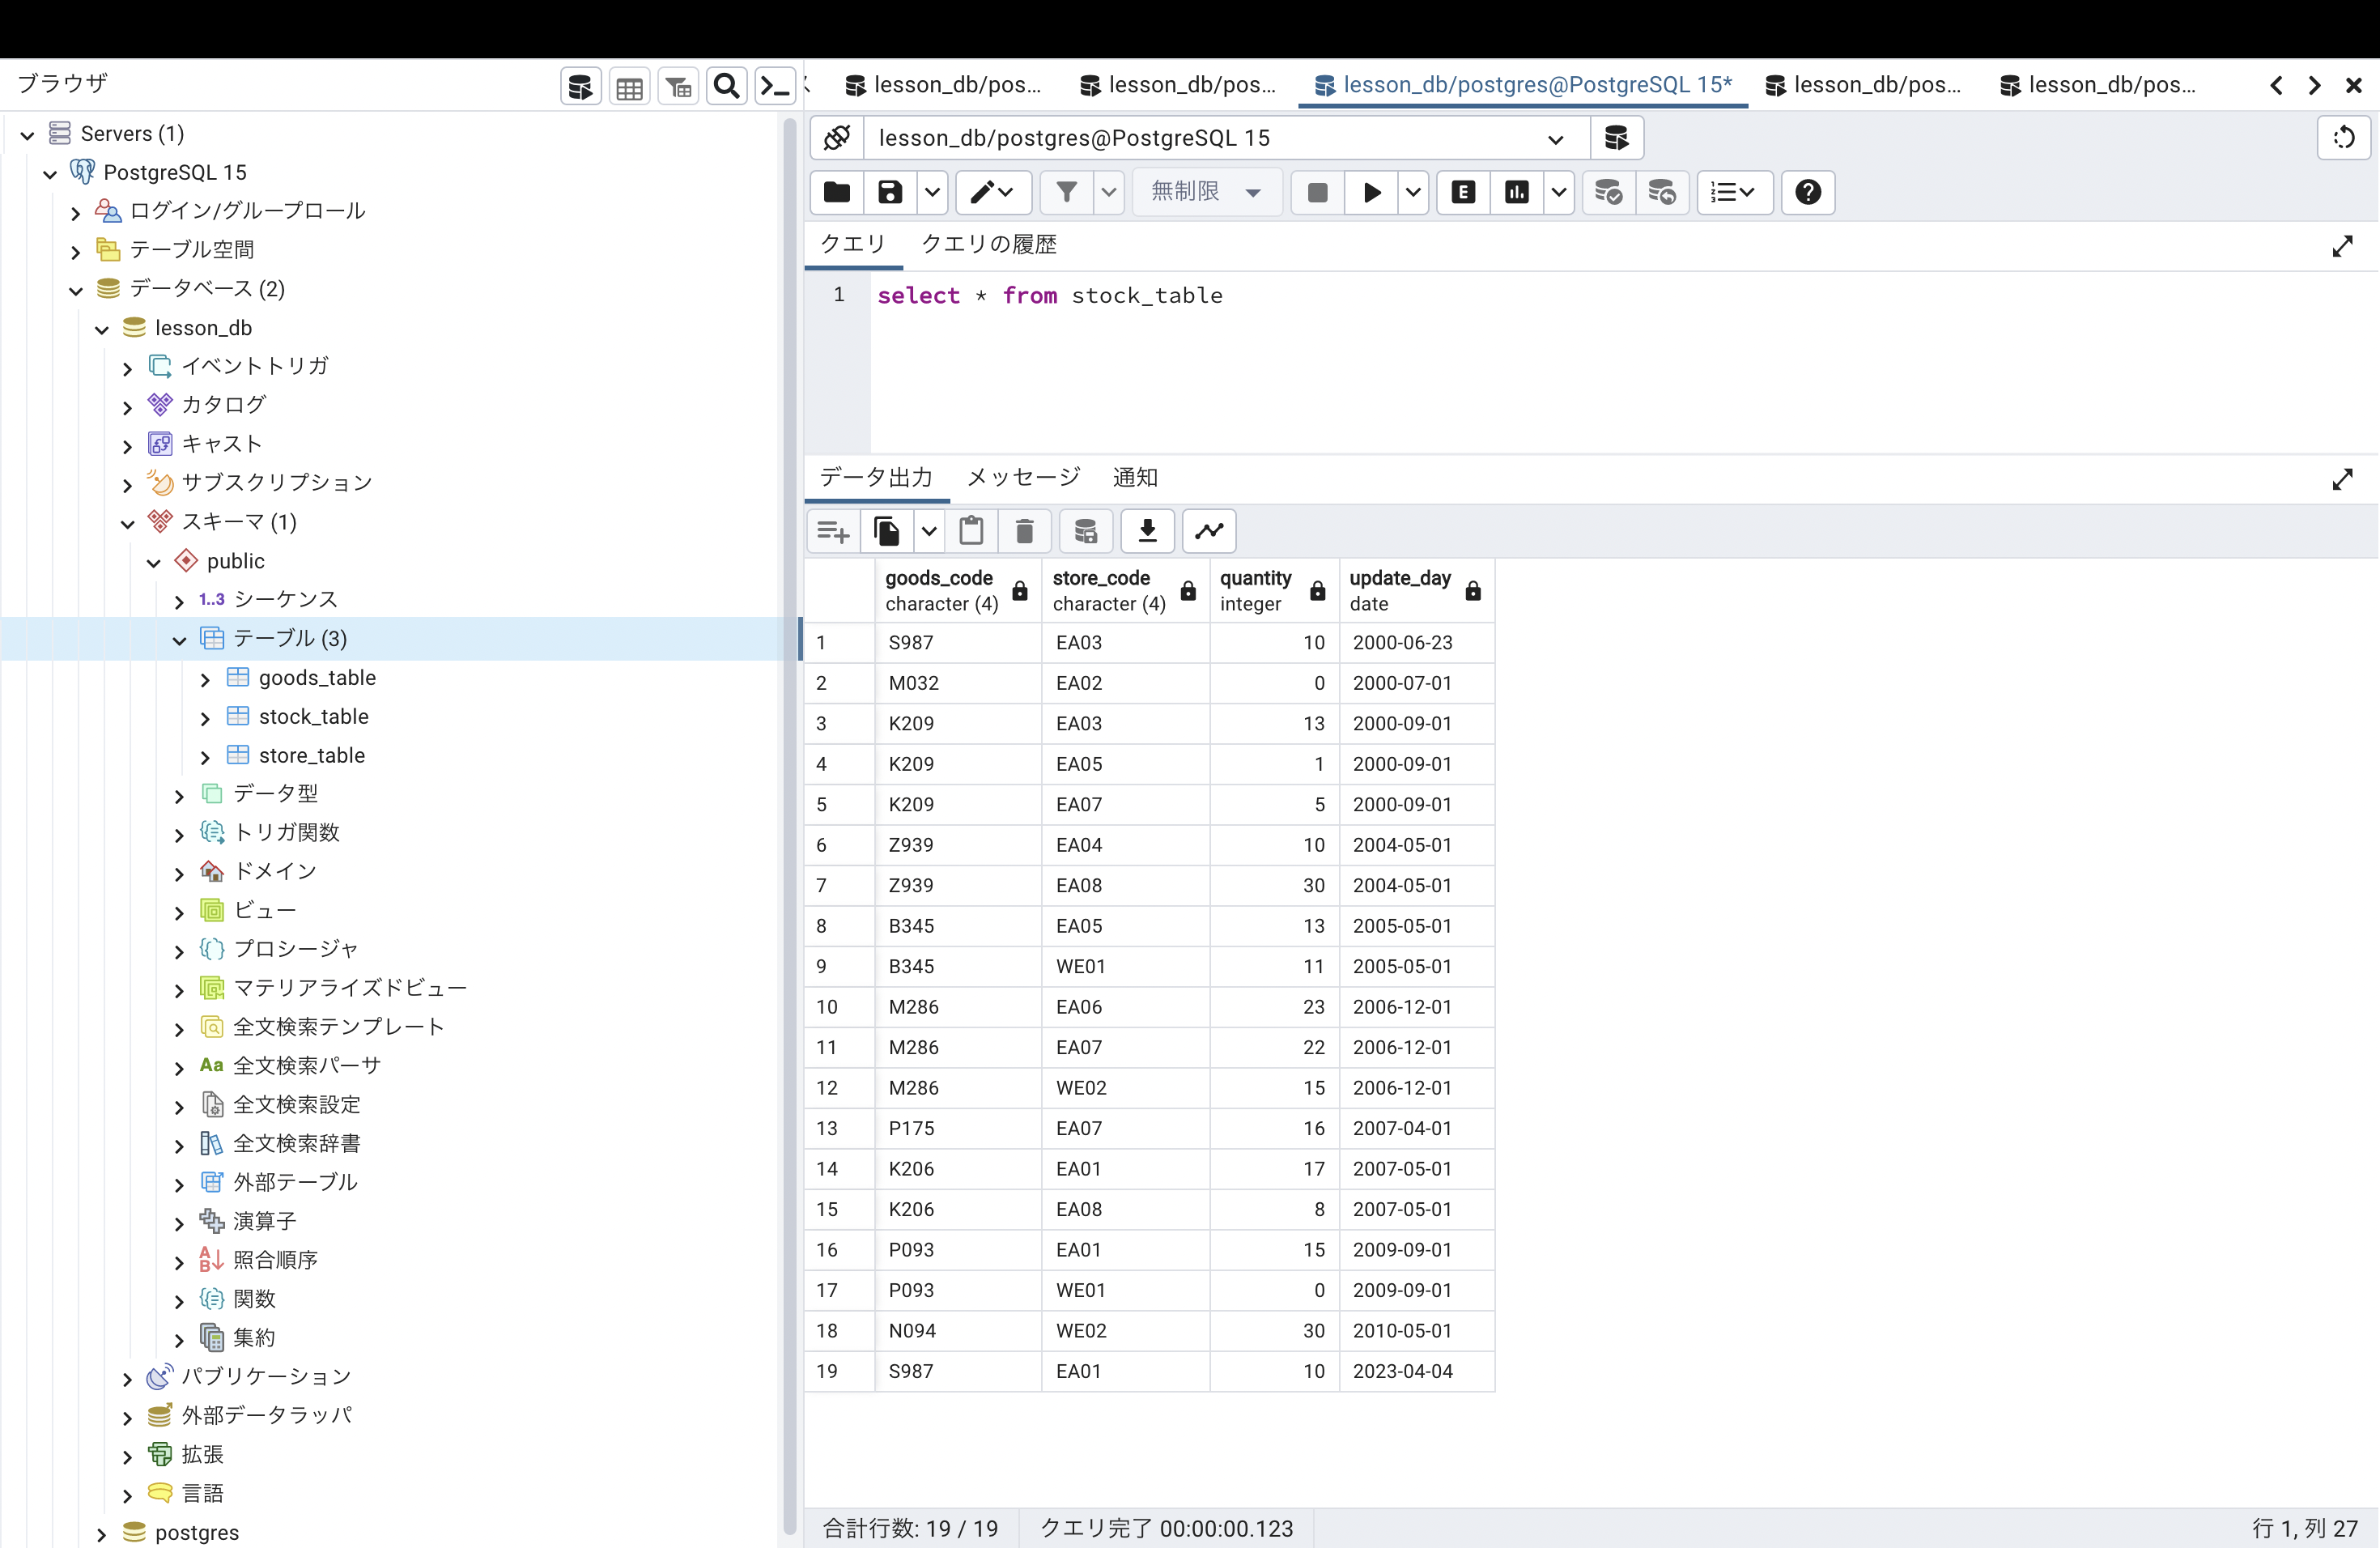 ブラウザ
lesson_db/pos...
lesson_db/pos...
lesson_db/postgres@PostgreSQL 15*
lesson_db/pos...
lesson_db/pos...
Servers (1)
PostgreSQL 15
ログイン/グループロール
テーブル空間
データベース (2)
lesson_db
イベントトリガ
カタログ
キャスト
サブスクリプション
スキーマ (1)
public
1..3 シーケンス
テーブル (3)
goods_table
stock_table
store_table
データ型
トリガ関数
ドメイン
ビュー
プロシージャ
マテリアライズドビュー
全文検索テンプレート
Aa 全文検索パーサ
全文検索設定
全文検索辞書
外部テーブル
演算子
照合順序
関数
集約
パブリケーション
外部データラッパ
拡張
言語
postgres
lesson_db/postgres@PostgreSQL 15
無制限
E
クエリ クエリの履歴
1 select * from stock_table
データ出力 メッセージ 通知
goods_code store_code quantity update_day
character (4) character (4) integer date
1 S987 EA03 10 2000-06-23
2 M032 EA02 0 2000-07-01
3 K209 EA03 13 2000-09-01
4 K209 EA05 1 2000-09-01
5 K209 EA07 5 2000-09-01
6 Z939 EA04 10 2004-05-01
7 Z939 EA08 30 2004-05-01
8 B345 EA05 13 2005-05-01
9 B345 WE01 11 2005-05-01
10 M286 EA06 23 2006-12-01
11 M286 EA07 22 2006-12-01
12 M286 WE02 15 2006-12-01
13 P175 EA07 16 2007-04-01
14 K206 EA01 17 2007-05-01
15 K206 EA08 8 2007-05-01
16 P093 EA01 15 2009-09-01
17 P093 WE01 0 2009-09-01
18 N094 WE02 30 2010-05-01
19 S987 EA01 10 2023-04-04
合計行数: 19 / 19 クエリ完了 00:00:00.123
行 1, 列 27